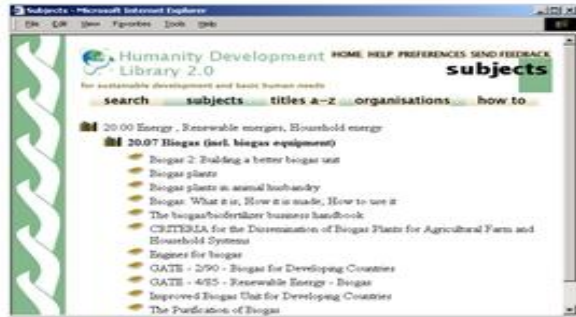 Subjects - Microsoft Internet Explorer
File Edit View Favorites Tools Help
HOME HELP PREFERENCES SEND FEEDBACK
Humanity Development
Library 2.0
subjects
for sustainable development and basic human needs
search subjects titles a-z organisations how to
20.00 Energy , Renewable energies, Household energy
20.07 Biogas (incl. biogas equipment)
Biogas 2: Building a better biogas unit
Biogas plants
Biogas plants in animal husbandry
Biogas: What it is, How it is made, How to use it
The biogas/biofertilizer business handbook
CRITERIA for the Dissemination of Biogas Plants for Agricultural Farm and
Household Systems
Engines for biogas
GATE - 2/90 - Biogas for Developing Countries
GATE - 4/85 - Renewable Energy - Biogas
Improved Biogas Unit for Developing Countries
The Purification of Biogas